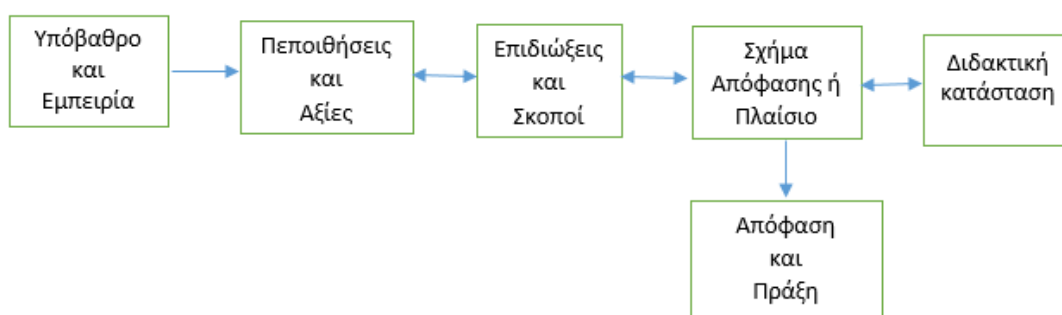 Υπόβαθρο
και
Εμπειρία
Πεποιθήσεις
και
Αξίες
Επιδιώξεις
και
Σκοποί
Σχήμα
Απόφασης ή
Πλαίσιο
Διδακτική
κατάσταση
Απόφαση
και
Πράξη